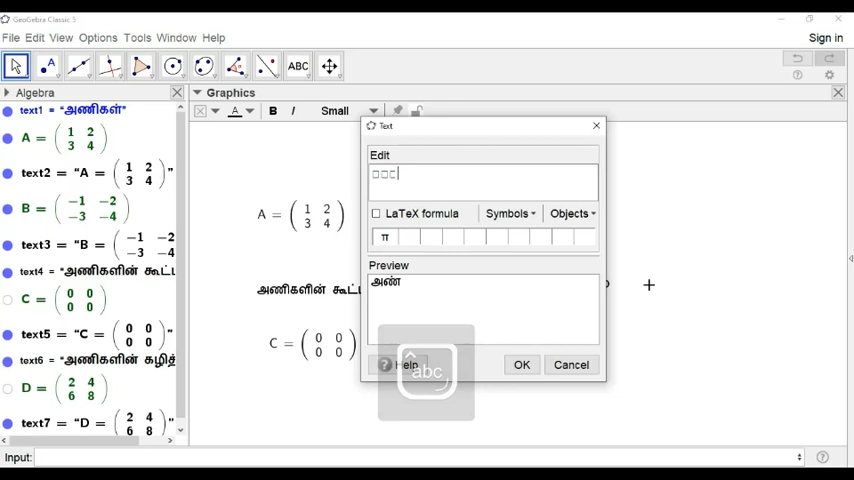 GeoGebra Classic 5
File Edit View Options Tools Window Help
Sign in
ABC
Algebra
Graphics
B I Small
text1 = "அணிகள்"
A = ( 1 2
3 4 )
text2 = "A = ( 1 2
3 4 )"
B = ( −1 −2
−3 −4 )
text3 = "B = ( −1 −2
−3 −4
text4 = "அணிகளின் கூட்ட
C = ( 0 0
0 0 )
text5 = "C = ( 0 0
0 0 )"
text6 = "அணிகளின் கழித்
D = ( 2 4
6 8 )
text7 = "D = ( 2 4
6 8 )"
A = ( 1 2
3 4 )
அணிகளின் கூட்ட
C = ( 0 0
0 0 )
Text
Edit
LaTeX formula
Symbols
Objects
π
Preview
அண்
Help
OK
Cancel
abc
Input: